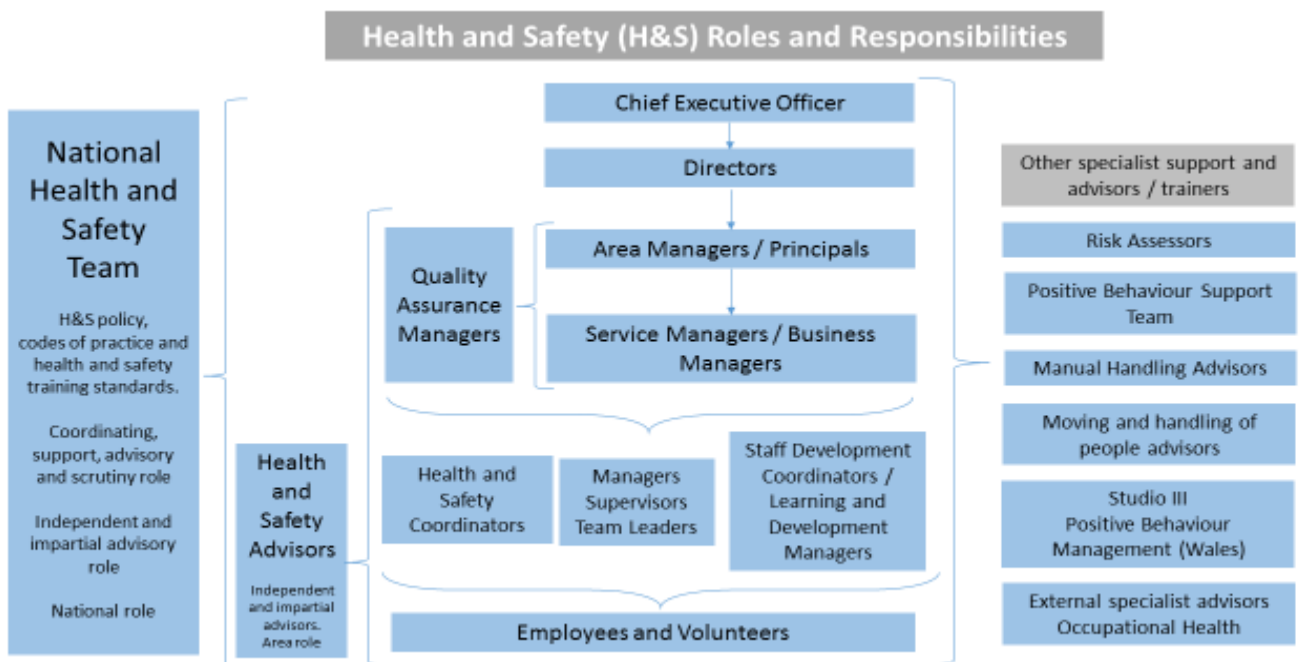 Health and Safety (H&S) Roles and Responsibilities
National
Health and
Safety
Team
H&S policy,
codes of practice and
health and safety
training standards.
Coordinating,
support, advisory
and scrutiny role
Independent and
impartial advisory
role
National role
Health
and
Safety
Advisors
Independent
and impartial
advisors.
Area role
Chief Executive Officer
Directors
Quality
Assurance
Managers
Area Managers / Principals
Service Managers / Business
Managers
Health and
Safety
Coordinators
Managers
Supervisors
Team Leaders
Staff Development
Coordinators /
Learning and
Development
Managers
Employees and Volunteers
Other specialist support and
advisors / trainers
Risk Assessors
Positive Behaviour Support
Team
Manual Handling Advisors
Moving and handling of
people advisors
Studio III
Positive Behaviour
Management (Wales)
External specialist advisors
Occupational Health